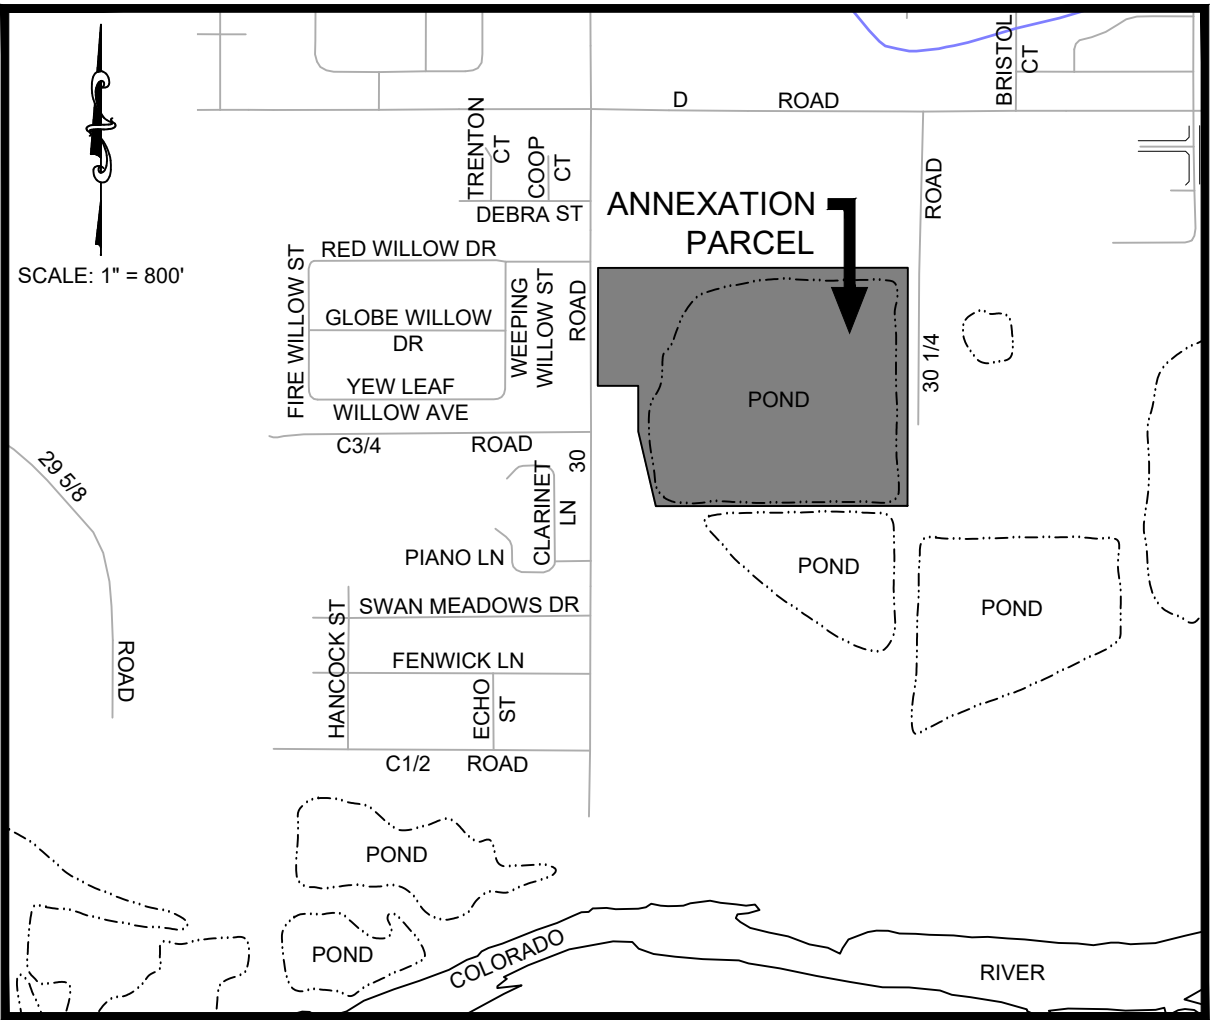 BRISTOL
CT
D ROAD
TRENTON
CT
COOP
CT
DEBRA ST
ROAD
ANNEXATION
PARCEL
SCALE: 1" = 800'
RED WILLOW DR
FIRE WILLOW ST
GLOBE WILLOW
DR
WEEPING
WILLOW ST
ROAD
30 1/4
YEW LEAF
WILLOW AVE
POND
C3/4 ROAD
30
29 5/8
CLARINET
LN
PIANO LN
POND
POND
SWAN MEADOWS DR
HANCOCK ST
ROAD
FENWICK LN
ECHO
ST
C1/2 ROAD
POND
POND
COLORADO
RIVER